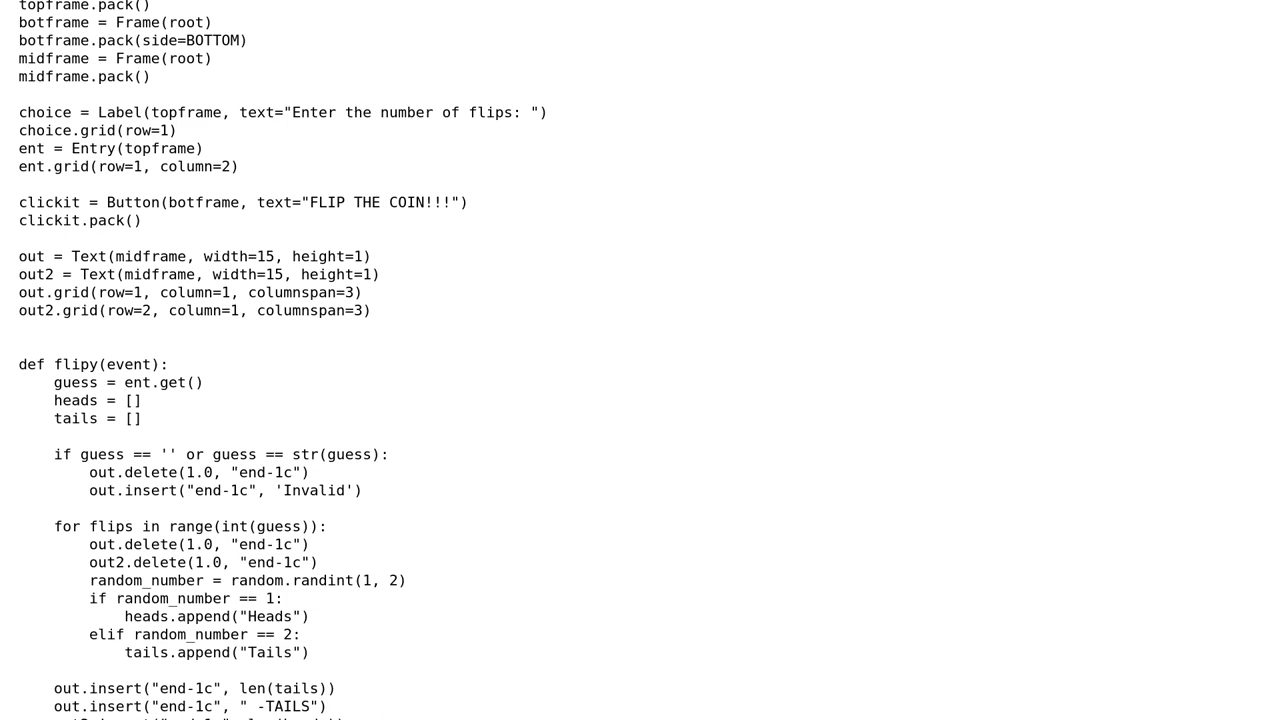 topframe.pack()
botframe = Frame(root)
botframe.pack(side=BOTTOM)
midframe = Frame(root)
midframe.pack()

choice = Label(topframe, text="Enter the number of flips: ")
choice.grid(row=1)
ent = Entry(topframe)
ent.grid(row=1, column=2)

clickit = Button(botframe, text="FLIP THE COIN!!!")
clickit.pack()

out = Text(midframe, width=15, height=1)
out2 = Text(midframe, width=15, height=1)
out.grid(row=1, column=1, columnspan=3)
out2.grid(row=2, column=1, columnspan=3)


def flipy(event):
    guess = ent.get()
    heads = []
    tails = []

    if guess == '' or guess == str(guess):
        out.delete(1.0, "end-1c")
        out.insert("end-1c", 'Invalid')

    for flips in range(int(guess)):
        out.delete(1.0, "end-1c")
        out2.delete(1.0, "end-1c")
        random_number = random.randint(1, 2)
        if random_number == 1:
            heads.append("Heads")
        elif random_number == 2:
            tails.append("Tails")

    out.insert("end-1c", len(tails))
    out.insert("end-1c", " -TAILS")